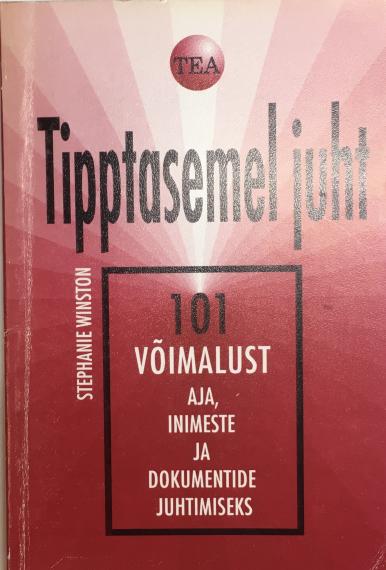 TEA
Tipptasemel juht
STEPHANIE WINSTON
101
VÕIMALUST
AJA,
INIMESTE
JA
DOKUMENTIDE
JUHTIMISEKS